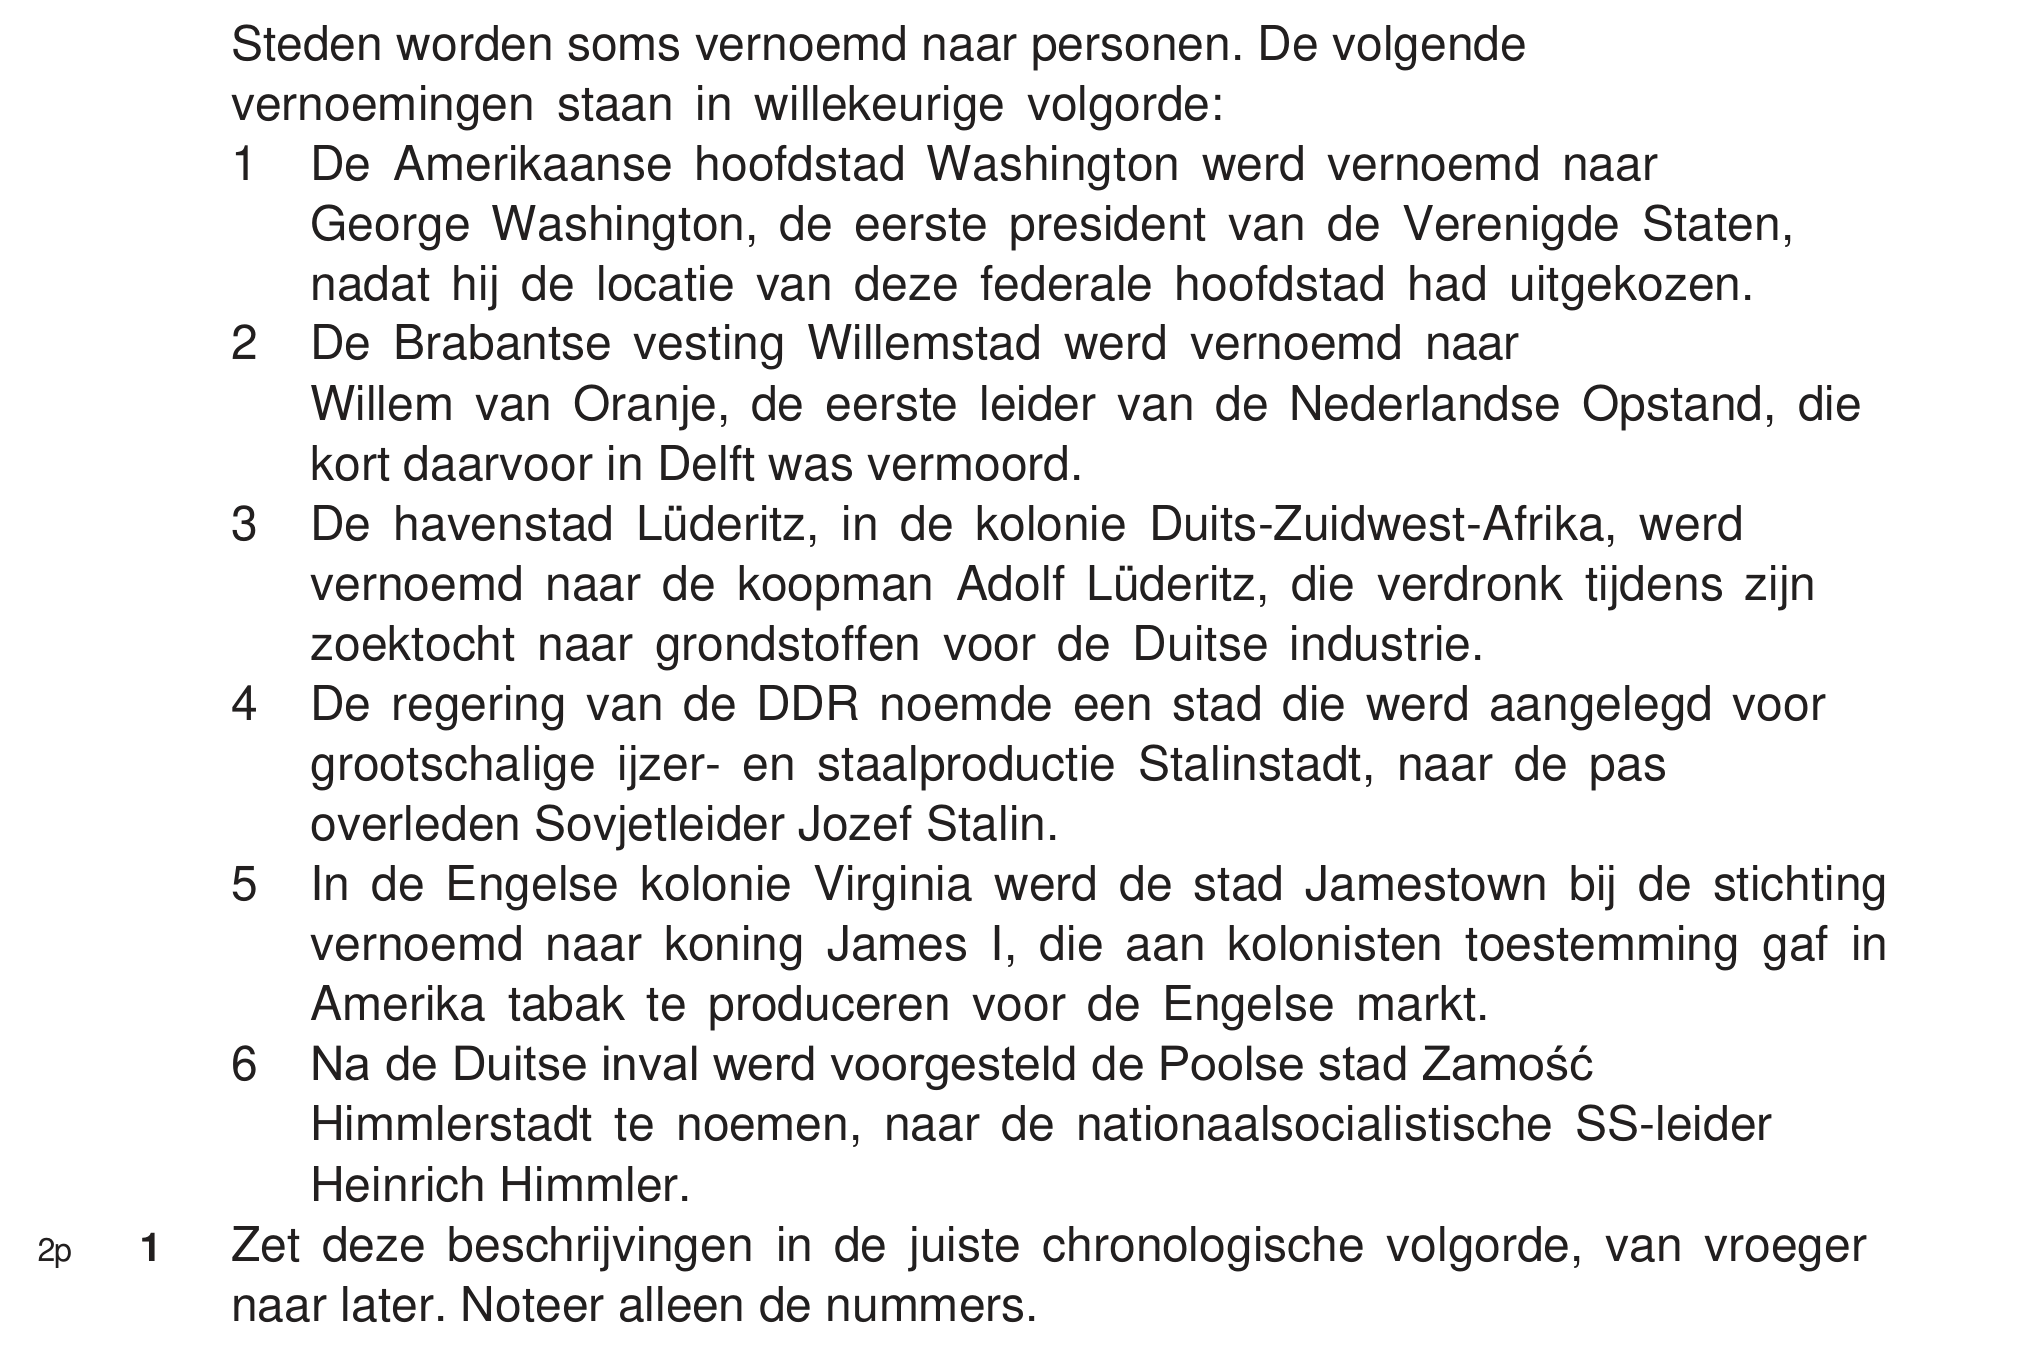 Steden worden soms vernoemd naar personen. De volgende
vernoemingen staan in willekeurige volgorde:
1 De Amerikaanse hoofdstad Washington werd vernoemd naar
George Washington, de eerste president van de Verenigde Staten,
nadat hij de locatie van deze federale hoofdstad had uitgekozen.
2 De Brabantse vesting Willemstad werd vernoemd naar
Willem van Oranje, de eerste leider van de Nederlandse Opstand, die
kort daarvoor in Delft was vermoord.
3 De havenstad Lüderitz, in de kolonie Duits-Zuidwest-Afrika, werd
vernoemd naar de koopman Adolf Lüderitz, die verdronk tijdens zijn
zoektocht naar grondstoffen voor de Duitse industrie.
4 De regering van de DDR noemde een stad die werd aangelegd voor
grootschalige ijzer- en staalproductie Stalinstadt, naar de pas
overleden Sovjetleider Jozef Stalin.
5 In de Engelse kolonie Virginia werd de stad Jamestown bij de stichting
vernoemd naar koning James I, die aan kolonisten toestemming gaf in
Amerika tabak te produceren voor de Engelse markt.
6 Na de Duitse inval werd voorgesteld de Poolse stad Zamość
Himmlerstadt te noemen, naar de nationaalsocialistische SS-leider
Heinrich Himmler.
2p 1 Zet deze beschrijvingen in de juiste chronologische volgorde, van vroeger
naar later. Noteer alleen de nummers.